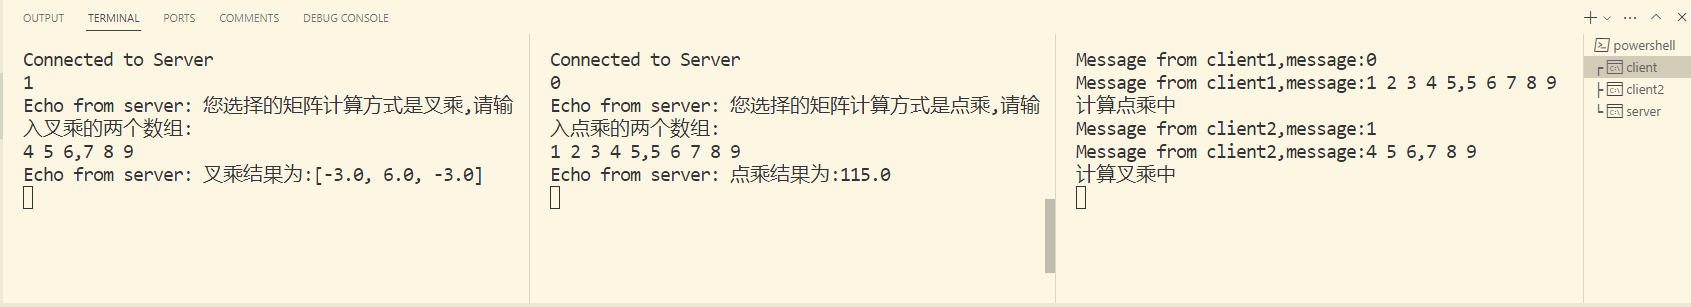 OUTPUT TERMINAL PORTS COMMENTS DEBUG CONSOLE
Connected to Server
1
Echo from server: 您选择的矩阵计算方式是叉乘,请输
入叉乘的两个数组:
4 5 6,7 8 9
Echo from server: 叉乘结果为:[-3.0, 6.0, -3.0]
Connected to Server
0
Echo from server: 您选择的矩阵计算方式是点乘,请输
入点乘的两个数组:
1 2 3 4 5,5 6 7 8 9
Echo from server: 点乘结果为:115.0
Message from client1,message:0
Message from client1,message:1 2 3 4 5,5 6 7 8 9
计算点乘中
Message from client2,message:1
Message from client2,message:4 5 6,7 8 9
计算叉乘中
powershell
client
client2
server